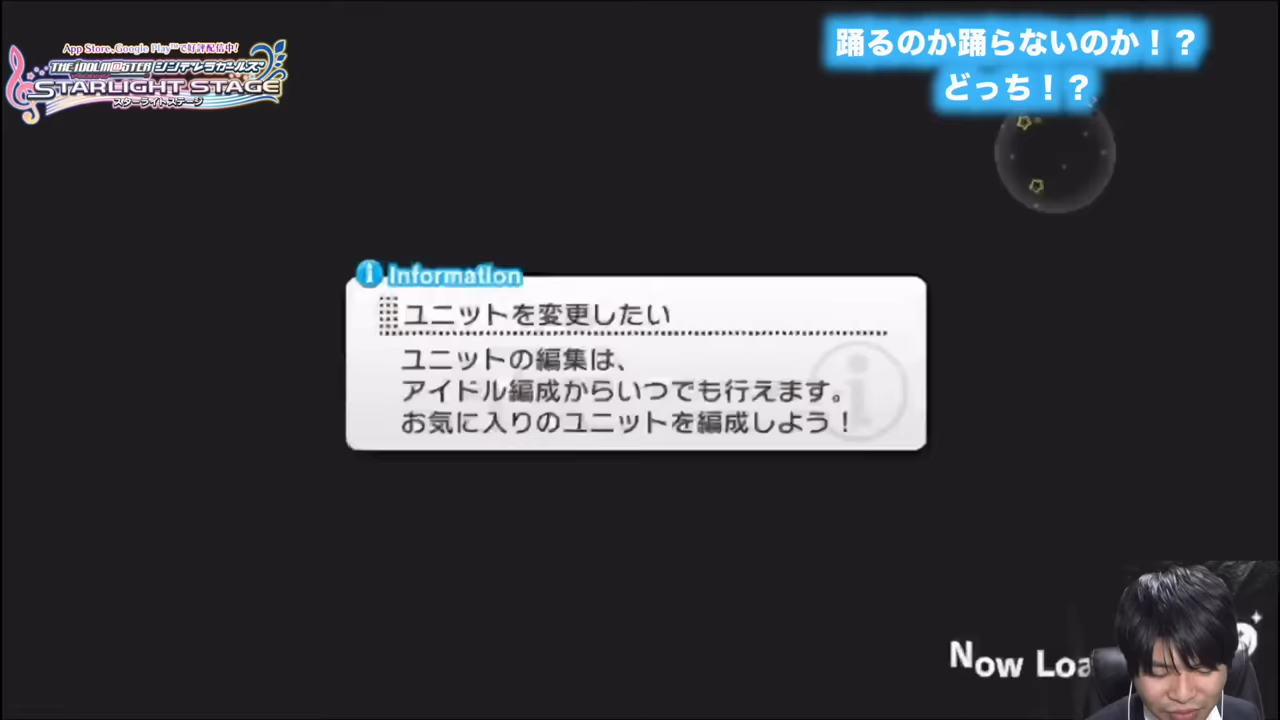 App Store、Google Play™で好評配信中!
THE IDOLM@STER シンデレラガールズ
STARLIGHT STAGE
スターライトステージ
踊るのか踊らないのか！？
どっち！？
Information
ユニットを変更したい
ユニットの編集は、
アイドル編成からいつでも行えます。
お気に入りのユニットを編成しよう！
Now Loa